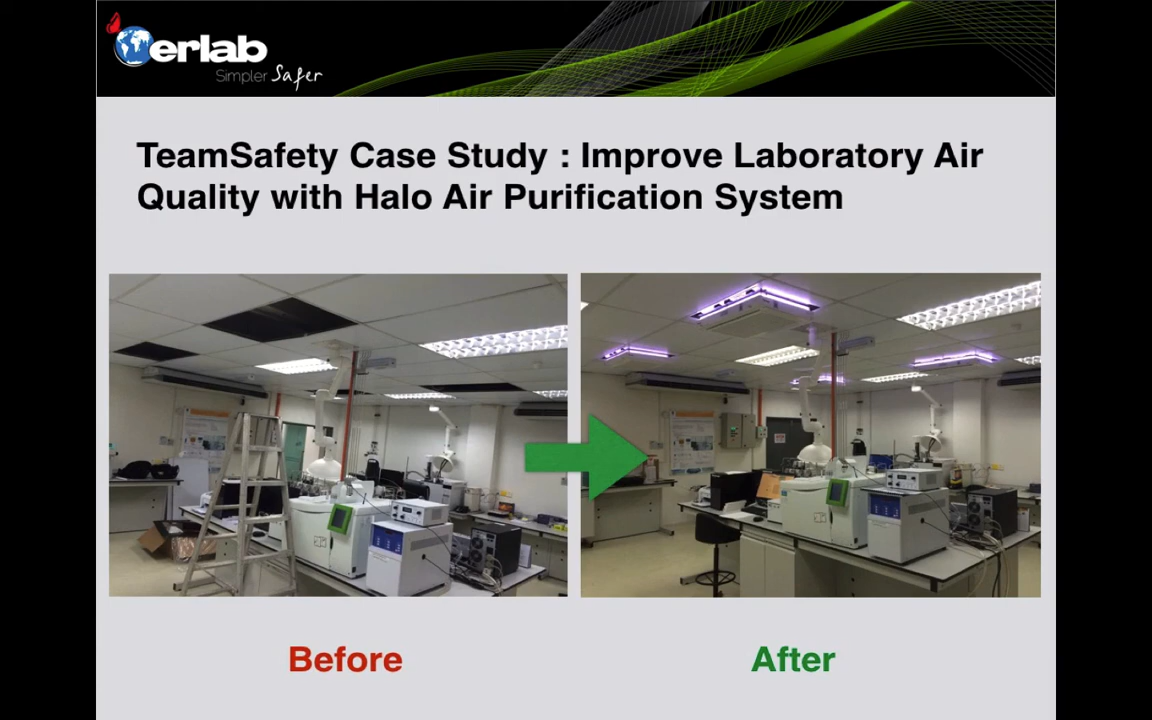 erlab
Simpler Safer
TeamSafety Case Study : Improve Laboratory Air
Quality with Halo Air Purification System
Before
After